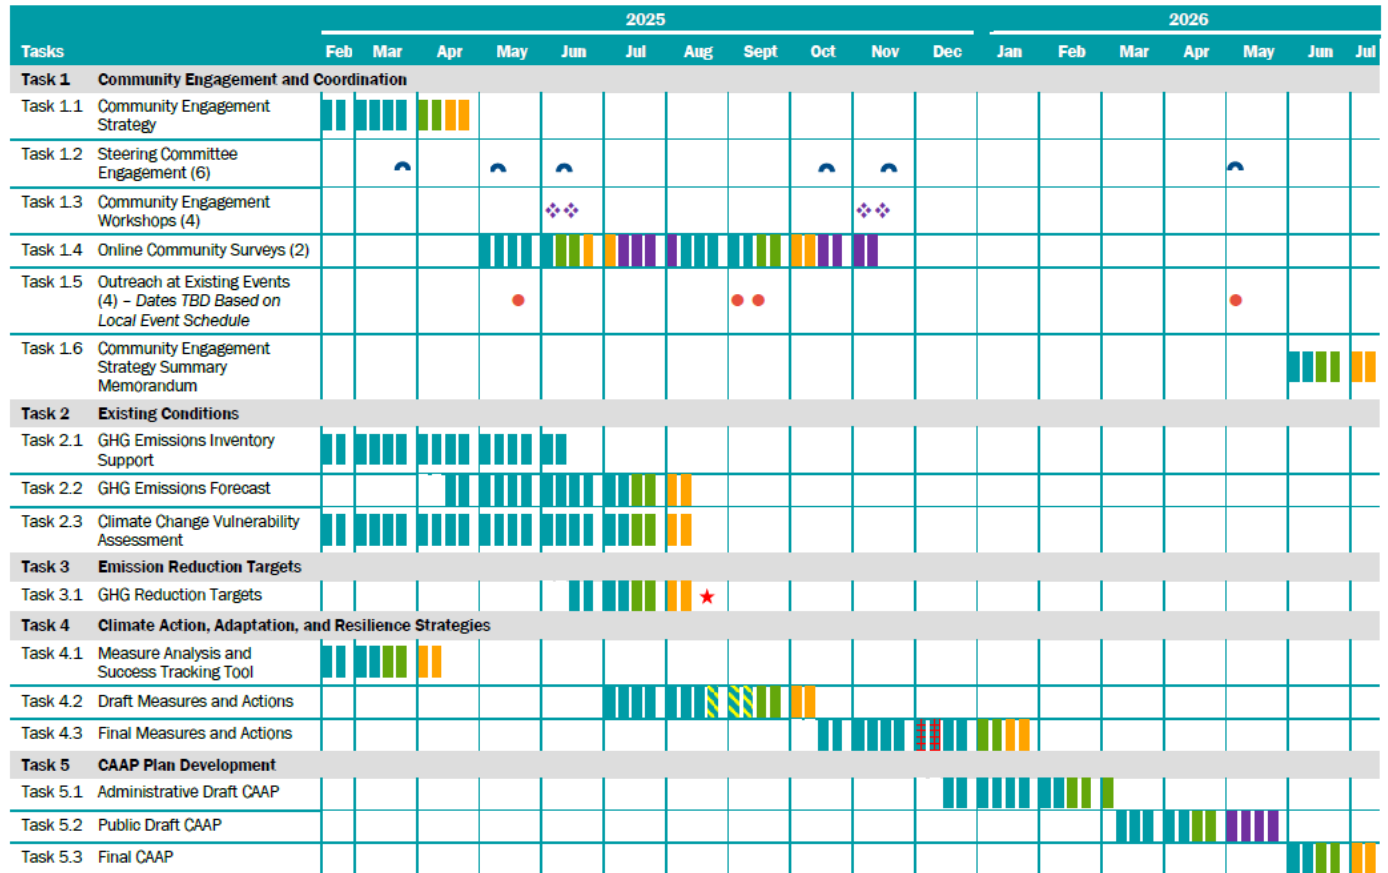 2025 2026
Tasks Feb Mar Apr May Jun Jul Aug Sept Oct Nov Dec Jan Feb Mar Apr May Jun Jul
Task 1 Community Engagement and Coordination
Task 1.1 Community Engagement
Strategy
Task 1.2 Steering Committee
Engagement (6)
Task 1.3 Community Engagement
Workshops (4)
Task 1.4 Online Community Surveys (2)
Task 1.5 Outreach at Existing Events
(4) – Dates TBD Based on
Local Event Schedule
Task 1.6 Community Engagement
Strategy Summary
Memorandum
Task 2 Existing Conditions
Task 2.1 GHG Emissions Inventory
Support
Task 2.2 GHG Emissions Forecast
Task 2.3 Climate Change Vulnerability
Assessment
Task 3 Emission Reduction Targets
Task 3.1 GHG Reduction Targets
Task 4 Climate Action, Adaptation, and Resilience Strategies
Task 4.1 Measure Analysis and
Success Tracking Tool
Task 4.2 Draft Measures and Actions
Task 4.3 Final Measures and Actions
Task 5 CAAP Plan Development
Task 5.1 Administrative Draft CAAP
Task 5.2 Public Draft CAAP
Task 5.3 Final CAAP